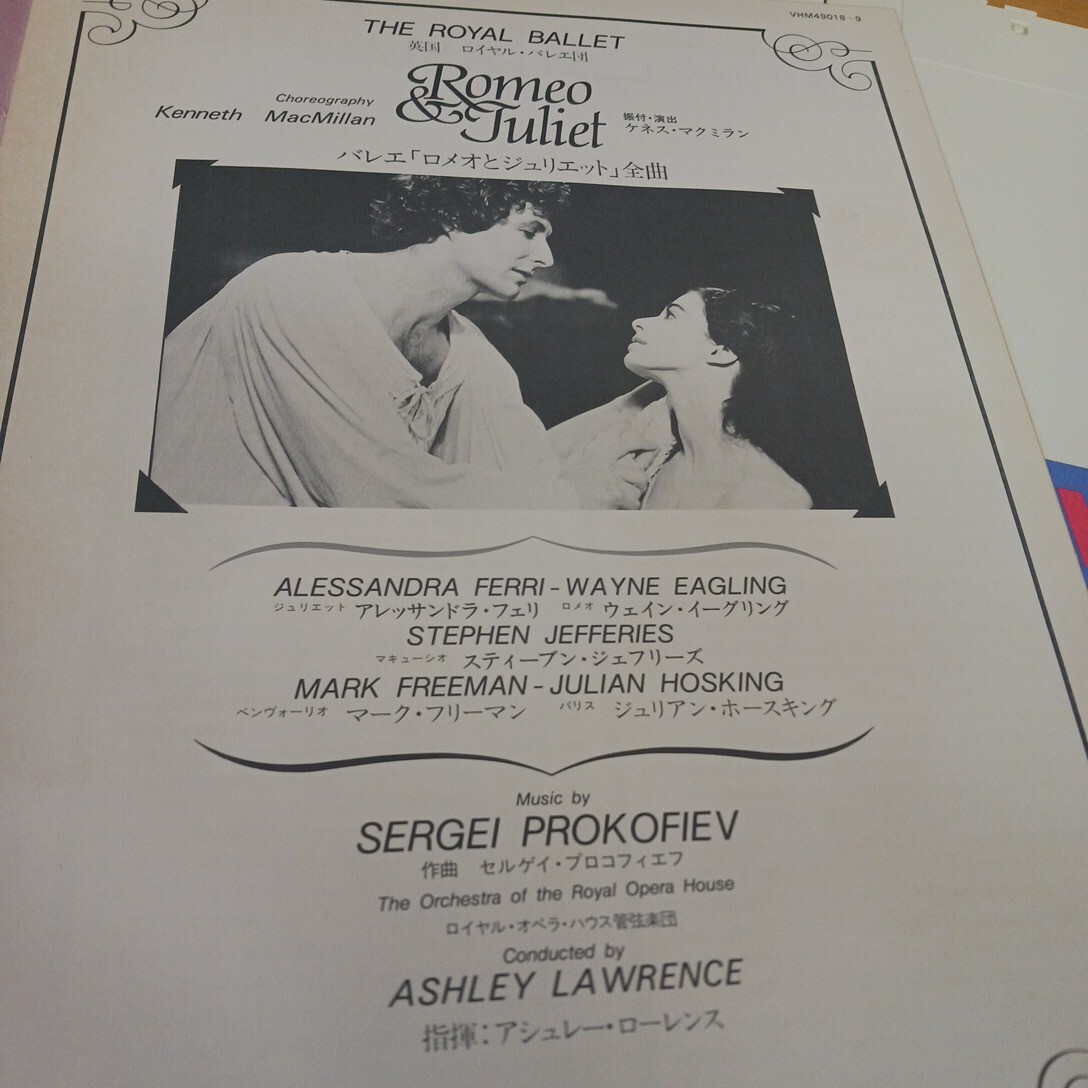 VHM49018-9
THE ROYAL BALLET
英国 ロイヤル・バレエ団
Romeo
& Juliet
Choreography
Kenneth MacMillan
振付・演出
ケネス・マクミラン
バレエ「ロメオとジュリエット」全曲
ALESSANDRA FERRI-WAYNE EAGLING
ジュリエット アレッサンドラ・フェリ ロメオ ウェイン・イーグリング
STEPHEN JEFFERIES
マキューシオ スティーブン・ジェフリーズ
MARK FREEMAN-JULIAN HOSKING
ベンヴォーリオ マーク・フリーマン パリス ジュリアン・ホースキング
Music by
SERGEI PROKOFIEV
作曲 セルゲイ・プロコフィエフ
The Orchestra of the Royal Opera House
ロイヤル・オペラ・ハウス管弦楽団
Conducted by
ASHLEY LAWRENCE
指揮：アシュレー・ローレンス